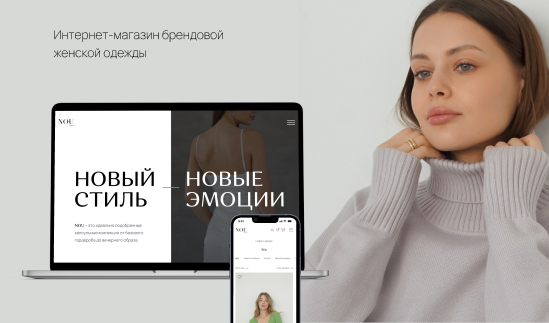 Интернет-магазин брендовой
женской одежды
NOU
НОВЫЙ
СТИЛЬ
НОВЫЕ
ЭМОЦИИ
NOU – это идеально подобранные
капсульные коллекции от базового
гардероба до вечернего образа
NOU